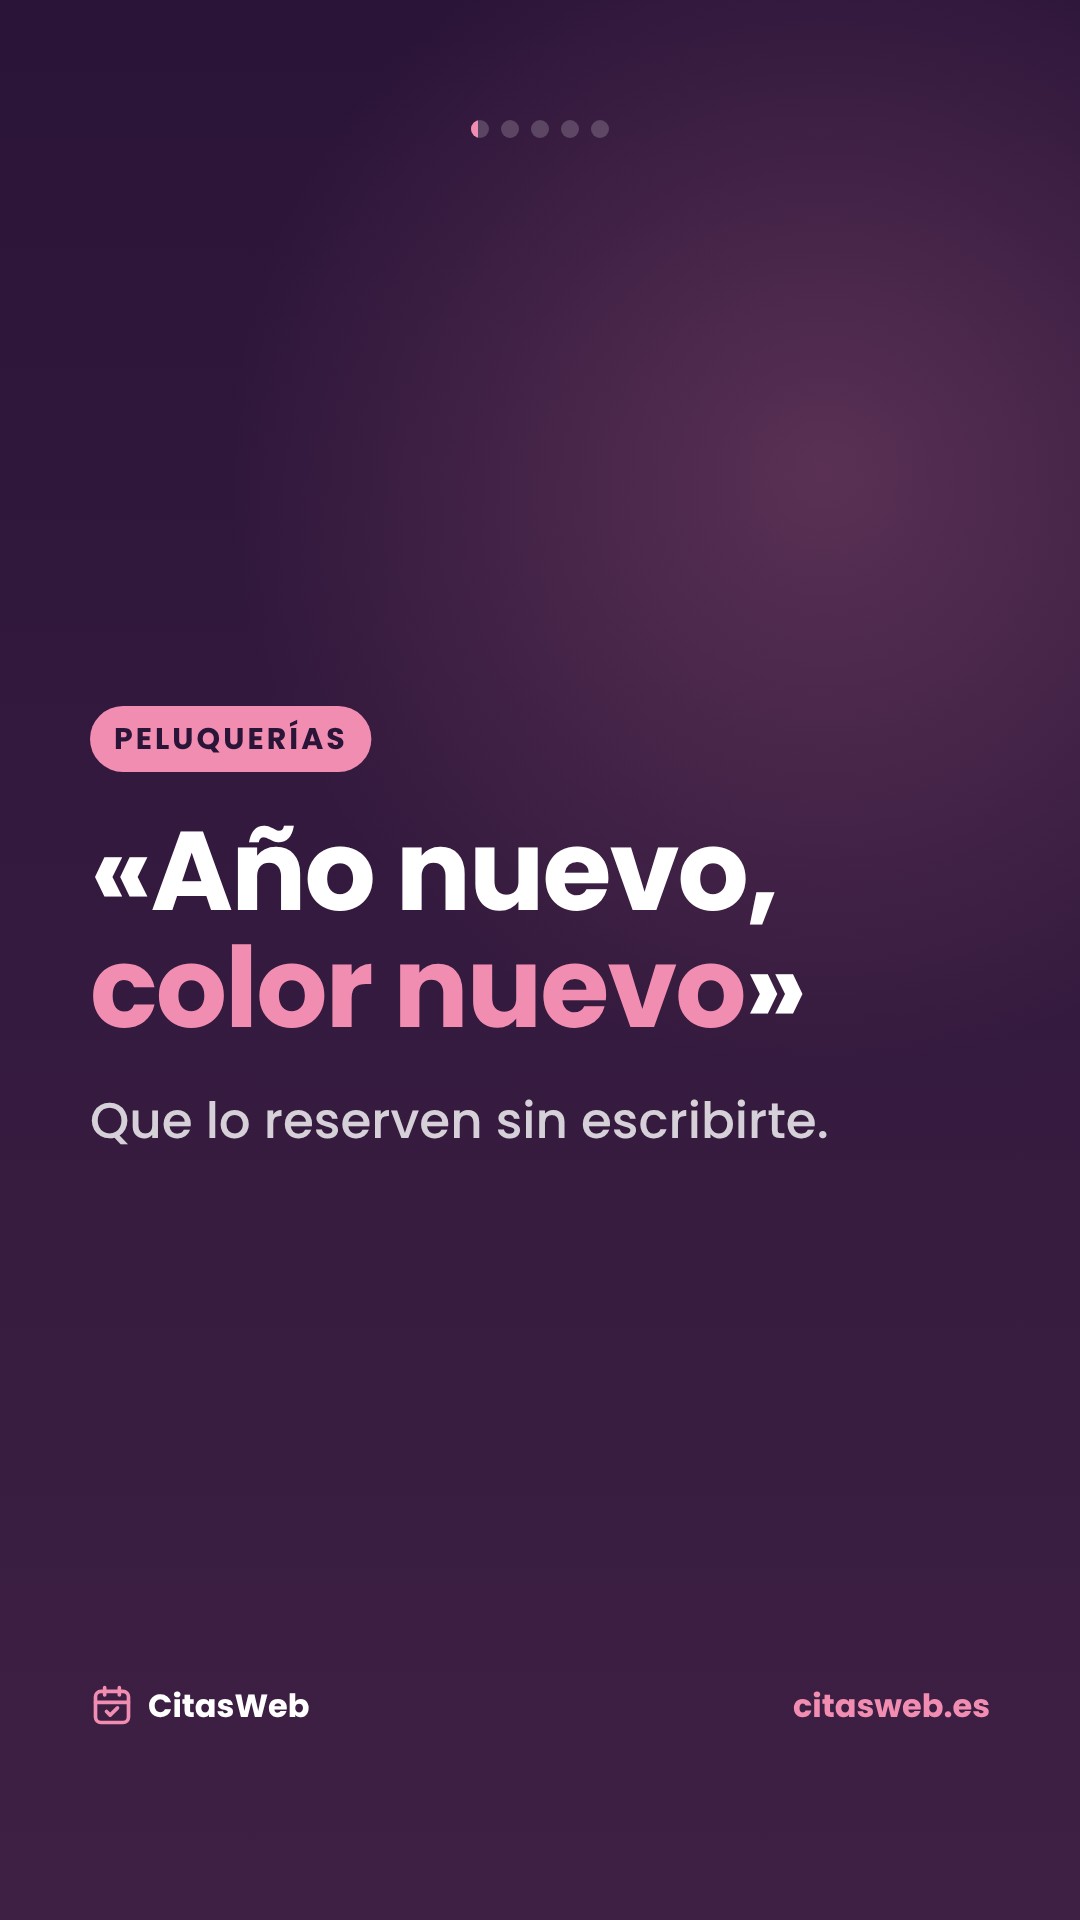 PELUQUERÍAS
«Año nuevo,
color nuevo»
Que lo reserven sin escribirte.
CitasWeb
citasweb.es